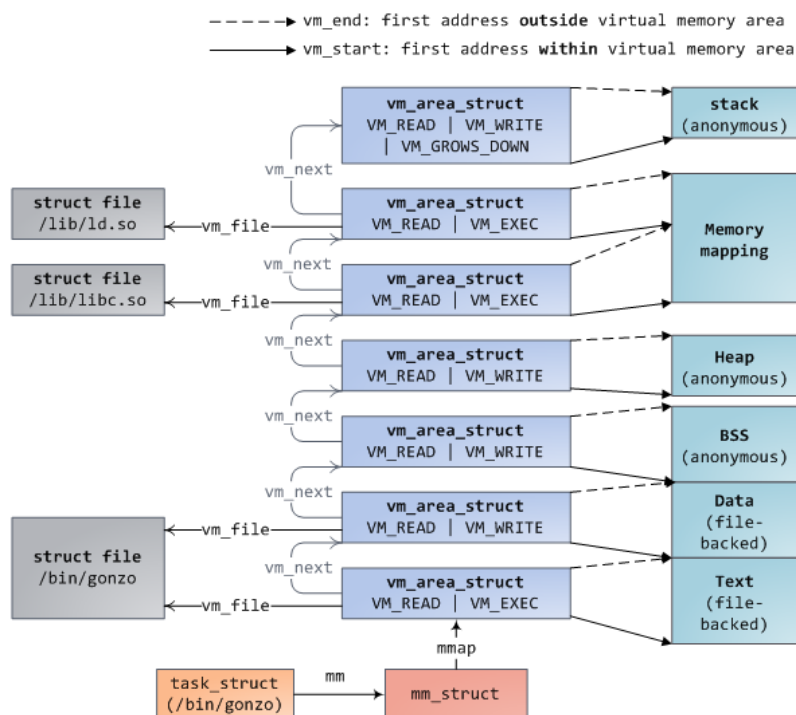 vm_end: first address outside virtual memory area
vm_start: first address within virtual memory area
vm_area_struct
VM_READ | VM_WRITE
| VM_GROWS_DOWN
stack
(anonymous)
vm_next
struct file
/lib/ld.so
vm_file
vm_area_struct
VM_READ | VM_EXEC
Memory
mapping
vm_next
struct file
/lib/libc.so
vm_file
vm_area_struct
VM_READ | VM_EXEC
vm_next
vm_area_struct
VM_READ | VM_WRITE
Heap
(anonymous)
vm_next
vm_area_struct
VM_READ | VM_WRITE
BSS
(anonymous)
vm_next
struct file
/bin/gonzo
vm_file
vm_area_struct
VM_READ | VM_WRITE
Data
(file-
backed)
vm_next
vm_file
vm_area_struct
VM_READ | VM_EXEC
Text
(file-
backed)
mmap
task_struct
(/bin/gonzo)
mm
mm_struct